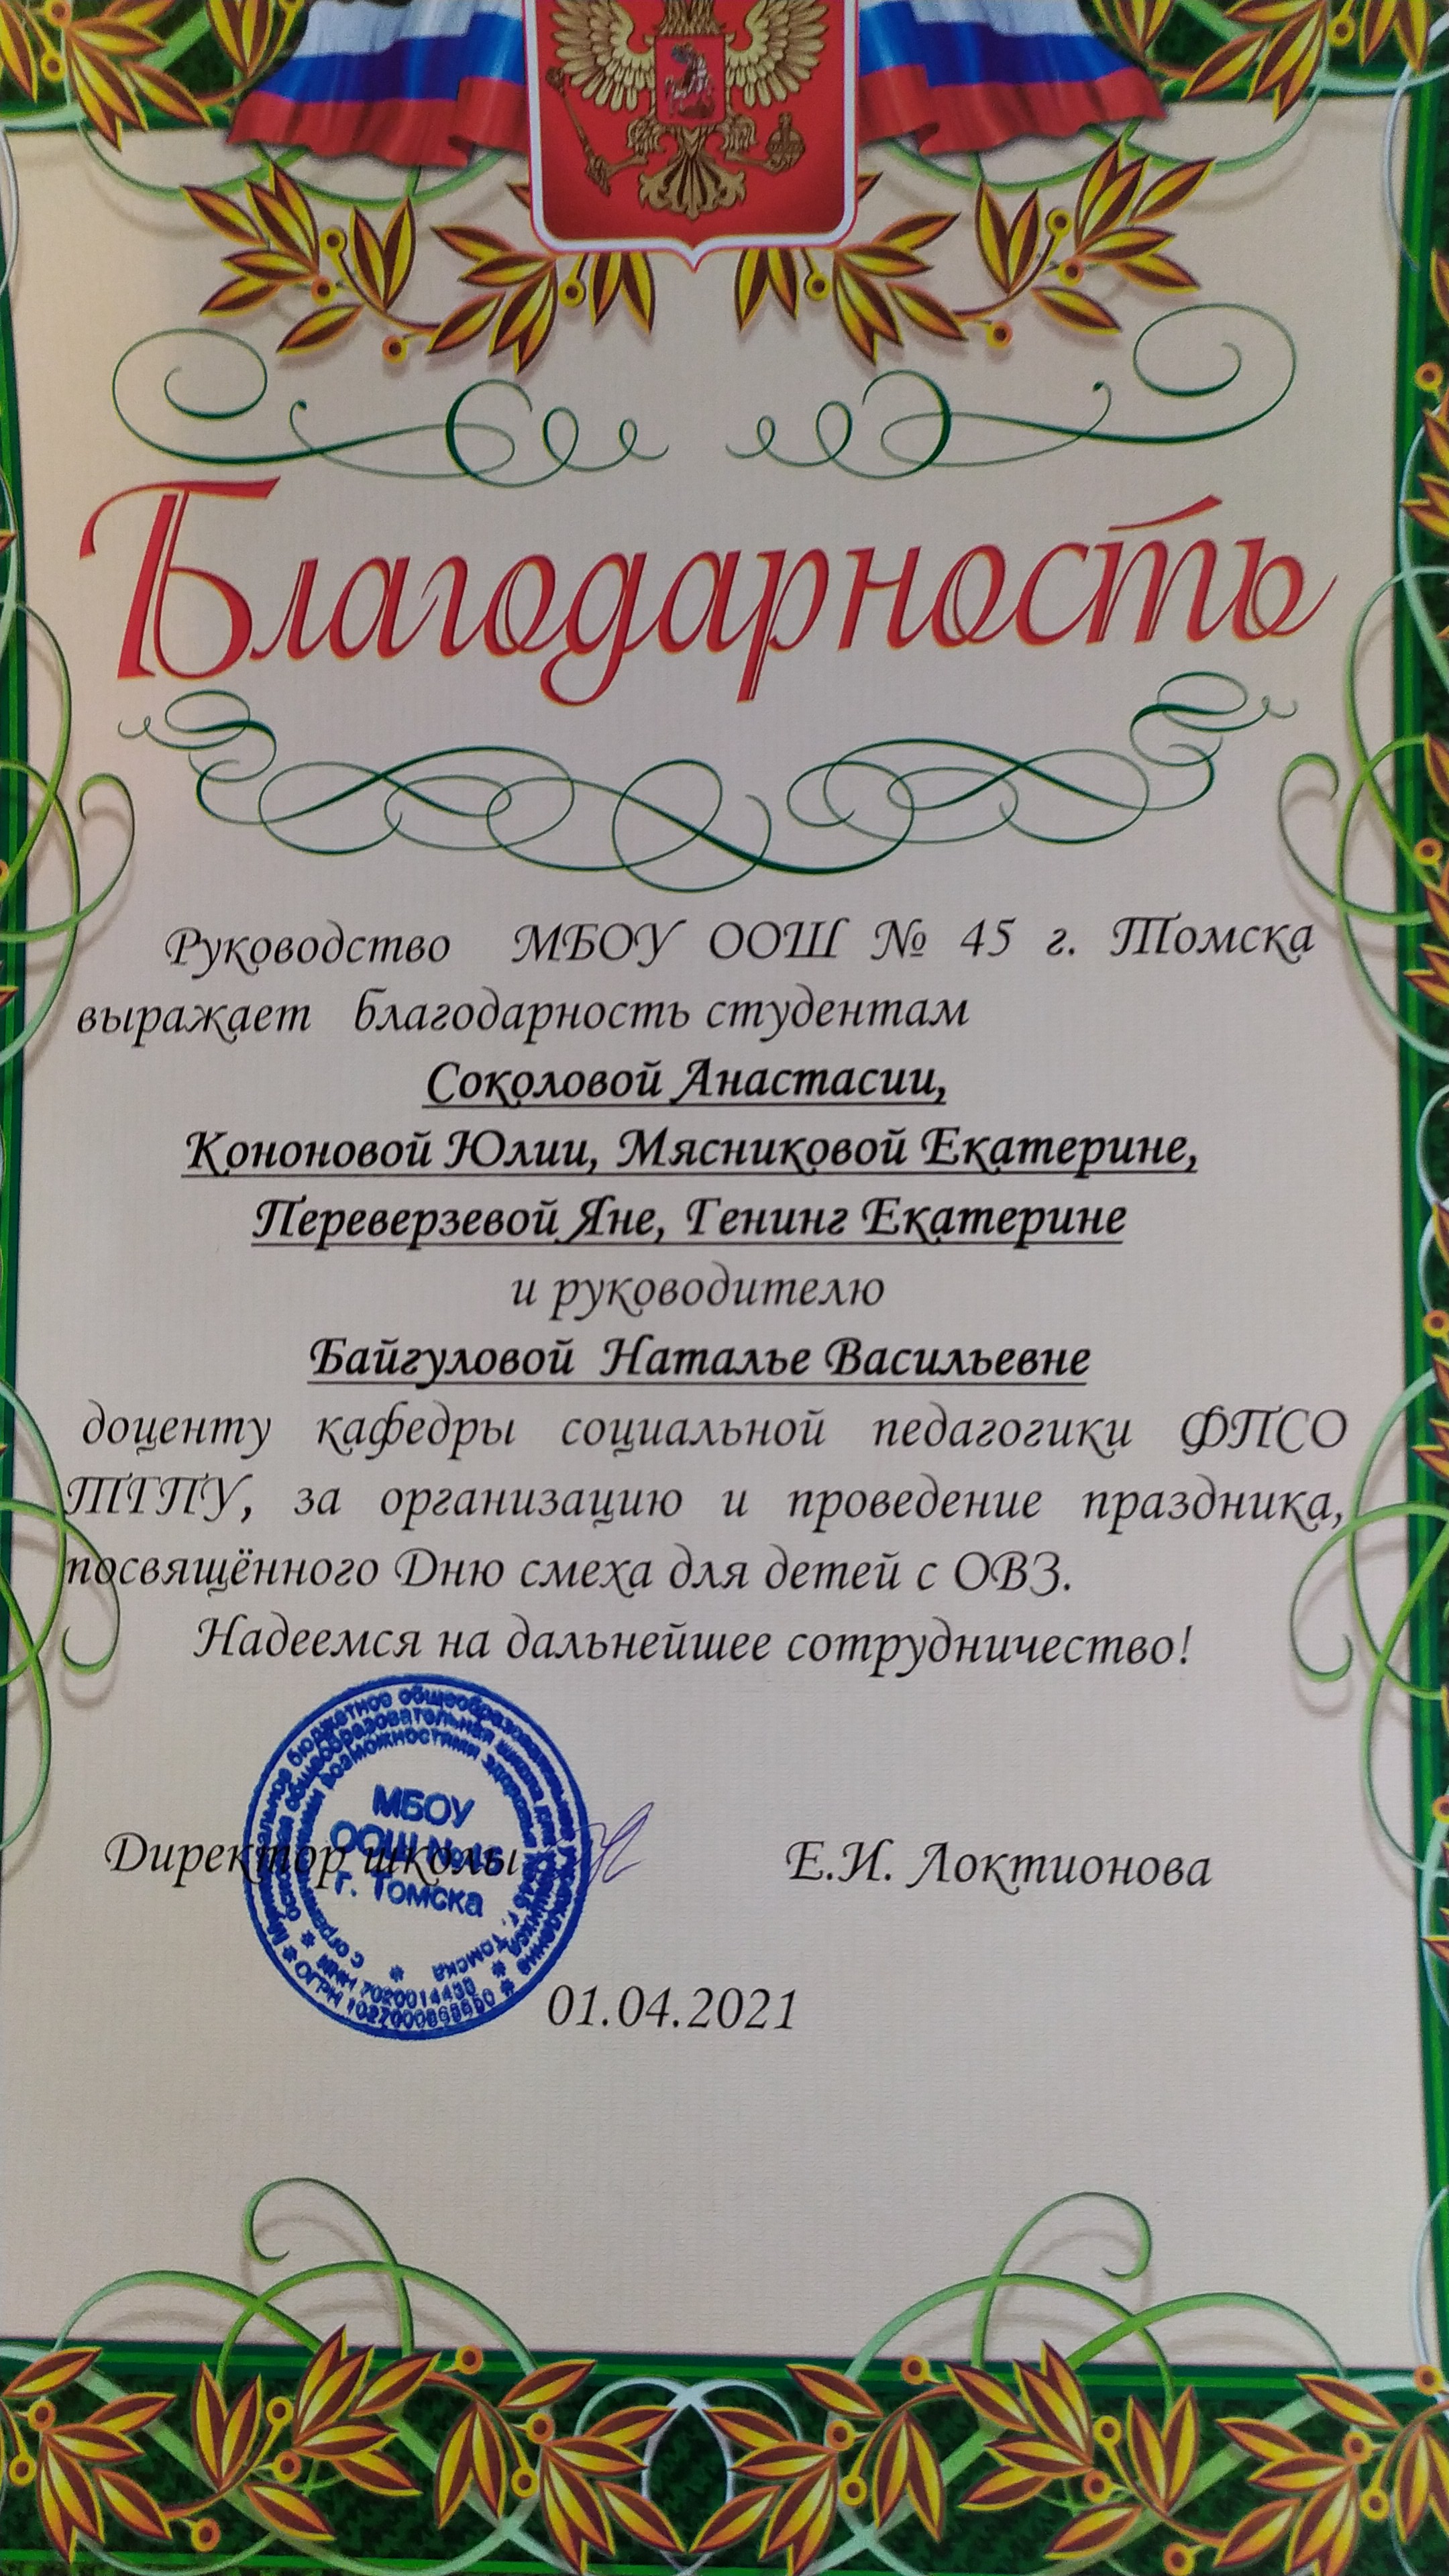 Благодарность
Руководство МБОУ ООШ № 45 г. Томска
выражает благодарность студентам
Соколовой Анастасии,
Кононовой Юлии, Мясниковой Екатерине,
Переверзевой Яне, Генинг Екатерине
и руководителю
Байгуловой Наталье Васильевне
доценту кафедры социальной педагогики ФПСО
ТГПУ, за организацию и проведение праздника,
посвящённого Дню смеха для детей с ОВЗ.
Надеемся на дальнейшее сотрудничество!
МБОУ
ООШ №45
г. Томска
Директор школы Е.И. Локтионова
01.04.2021